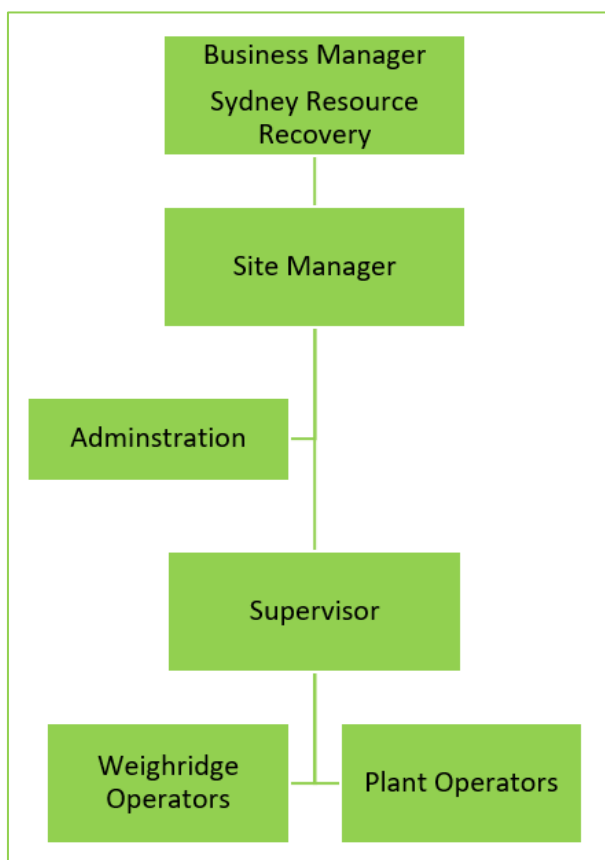 Business Manager
Sydney Resource
Recovery
Site Manager
Adminstration
Supervisor
Weighridge
Operators
Plant Operators